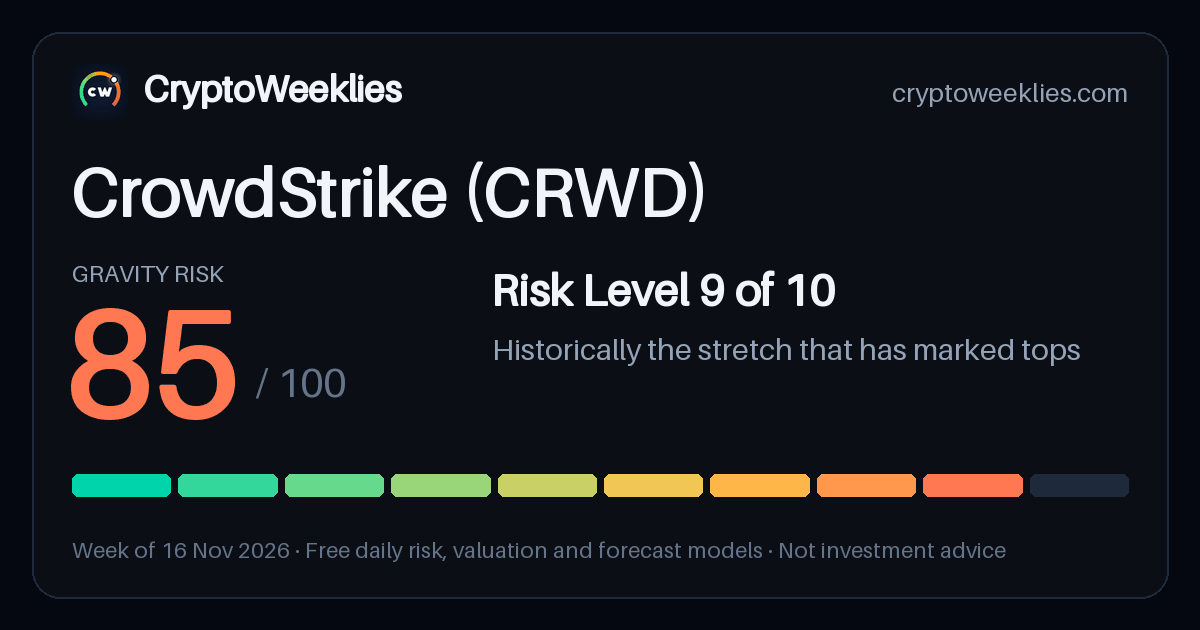 CW CryptoWeeklies
cryptoweeklies.com
CrowdStrike (CRWD)
GRAVITY RISK
85 / 100
Risk Level 9 of 10
Historically the stretch that has marked tops
Week of 16 Nov 2026 · Free daily risk, valuation and forecast models · Not investment advice